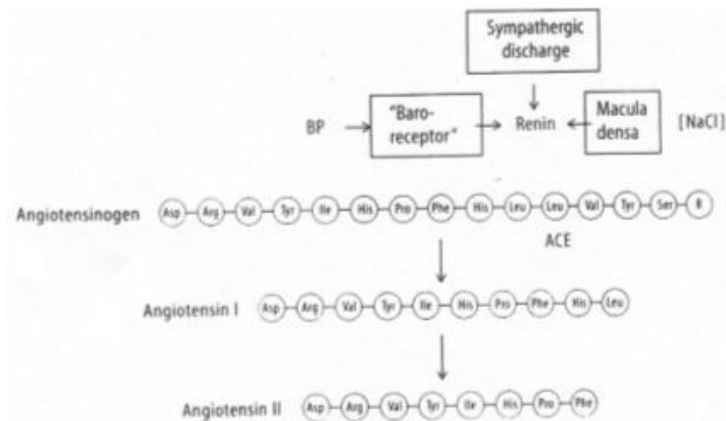 Sympathergic
discharge
BP
"Baro-
receptor"
Renin
Macula
densa
[NaCl]
Angiotensinogen
Asp Arg Val Tyr Ile His Pro Phe His Leu Leu Val Tyr Ser R
ACE
Angiotensin I
Asp Arg Val Tyr Ile His Pro Phe His Leu
Angiotensin II
Asp Arg Val Tyr Ile His Pro Phe